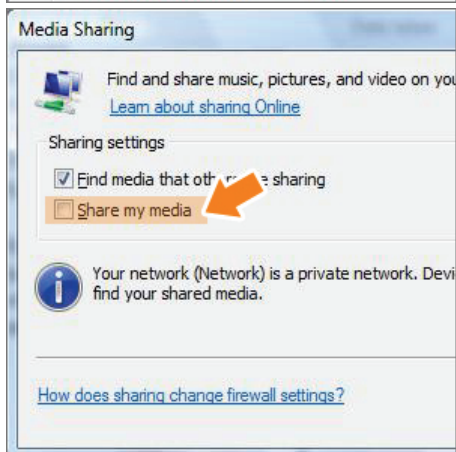 Media Sharing
Find and share music, pictures, and video on you
Learn about sharing Online
Sharing settings
Find media that others sharing
Share my media
Your network (Network) is a private network. Devi
find your shared media.
How does sharing change firewall settings?